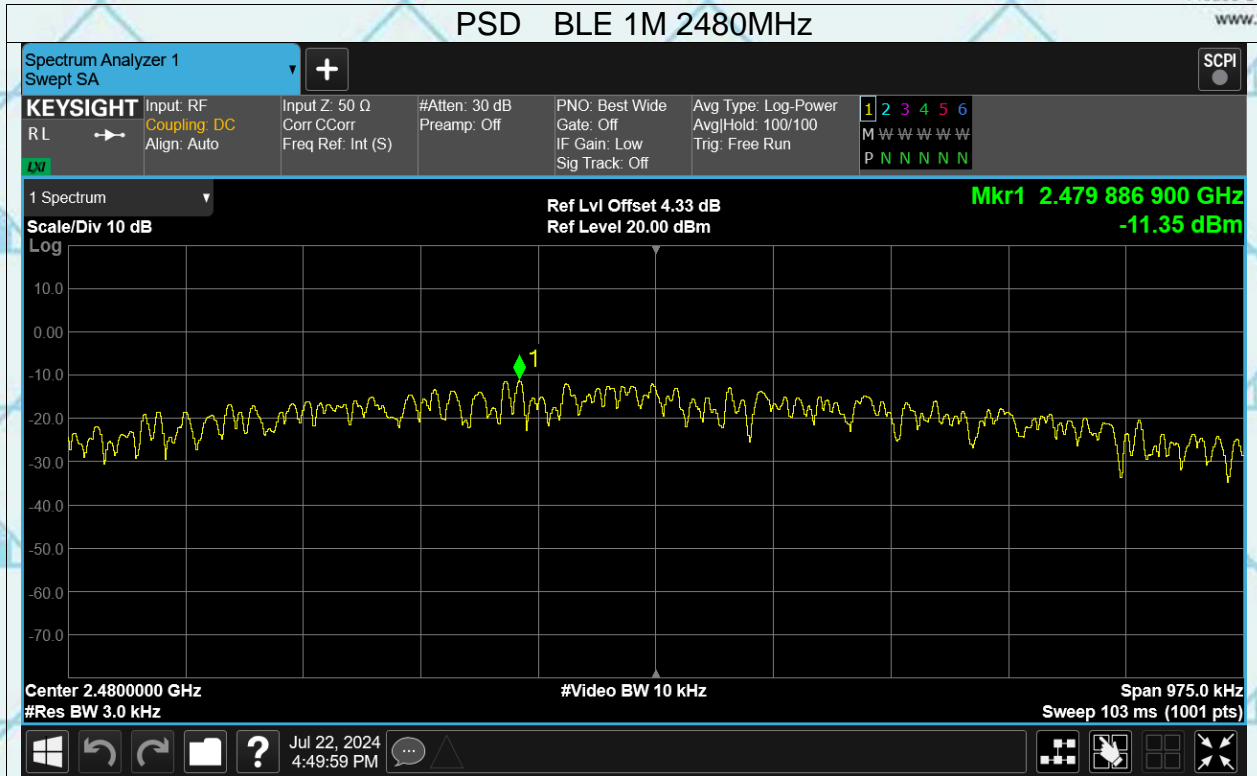 www.
PSD BLE 1M 2480MHz
Spectrum Analyzer 1
Swept SA
SCPI
KEYSIGHT
R L
LXI
Input: RF
Coupling: DC
Align: Auto
Input Z: 50 Ω
Corr CCorr
Freq Ref: Int (S)
#Atten: 30 dB
Preamp: Off
PNO: Best Wide
Gate: Off
IF Gain: Low
Sig Track: Off
Avg Type: Log-Power
Avg|Hold: 100/100
Trig: Free Run
1 2 3 4 5 6
M W W W W W W
P N N N N N
1 Spectrum
Scale/Div 10 dB
Ref Lvl Offset 4.33 dB
Ref Level 20.00 dBm
Mkr1 2.479 886 900 GHz
-11.35 dBm
Log
10.0
0.00
-10.0
-20.0
-30.0
-40.0
-50.0
-60.0
-70.0
1
Center 2.4800000 GHz
#Res BW 3.0 kHz
#Video BW 10 kHz
Span 975.0 kHz
Sweep 103 ms (1001 pts)
?
Jul 22, 2024
4:49:59 PM